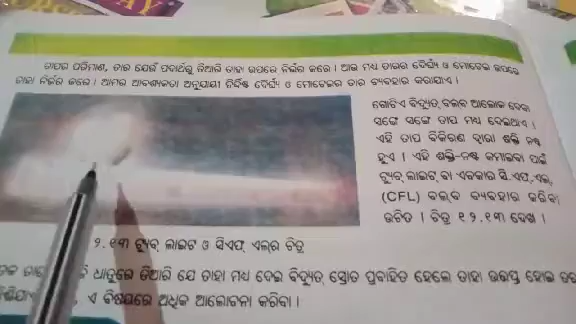 ତାପର ପରିମାଣ, ତାର ଯେଉଁ ପଦାର୍ଥରୁ ତିଆରି ତାହା ଉପରେ ନିର୍ଭର କରେ । ଆଉ ମଧ୍ୟ ତାରର ଦୈର୍ଘ୍ୟ ଓ ମୋଟେଇ ଉପରେ
ତାହା ନିର୍ଭର କରେ । ଆମର ଆବଶ୍ୟକତା ଅନୁଯାୟୀ ନିର୍ଦ୍ଦିଷ୍ଟ ଦୈର୍ଘ୍ୟ ଓ ମୋଟେଇର ତାର ବ୍ୟବହାର କରାଯାଏ ।
ଗୋଟିଏ ବିଦ୍ୟୁତ୍ ବଲବ ଆଲୋକ ଦେବା
ସଙ୍ଗେ ସଙ୍ଗେ ତାପ ମଧ୍ୟ ଦେଇଥାଏ ।
ଏହି ତାପ ବିକିରଣ ଦ୍ୱାରା ଶକ୍ତି ନଷ୍ଟ
ହୁଏ । ଏହି ଶକ୍ତି-ନଷ୍ଟ କମାଇବା ପାଇଁ
ଟ୍ୟୁବ୍ ଲାଇଟ୍ ବା ଏବକାର ସି.ଏଫ୍.ଏଲ୍
(CFL) ବଲ୍‌ବ ବ୍ୟବହାର କରିବା
ଉଚିତ । ଚିତ୍ର ୧୨.୧୩ ଦେଖ ।
୨.୧୩ ଟ୍ୟୁବ୍ ଲାଇଟ ଓ ସିଏଫ୍ ଏଲ୍‌ର ଚିତ୍ର
ଧାତୁରେ ତିଆରି ଯେ ତାହା ମଧ୍ୟ ଦେଇ ବିଦ୍ୟୁତ୍ ସ୍ରୋତ ପ୍ରବାହିତ ହେଲେ ତାହା ଉତ୍ତପ୍ତ ହୋଇ
ଏ ବିଷୟରେ ଅଧିକ ଆଲୋଚନା କରିବା ।